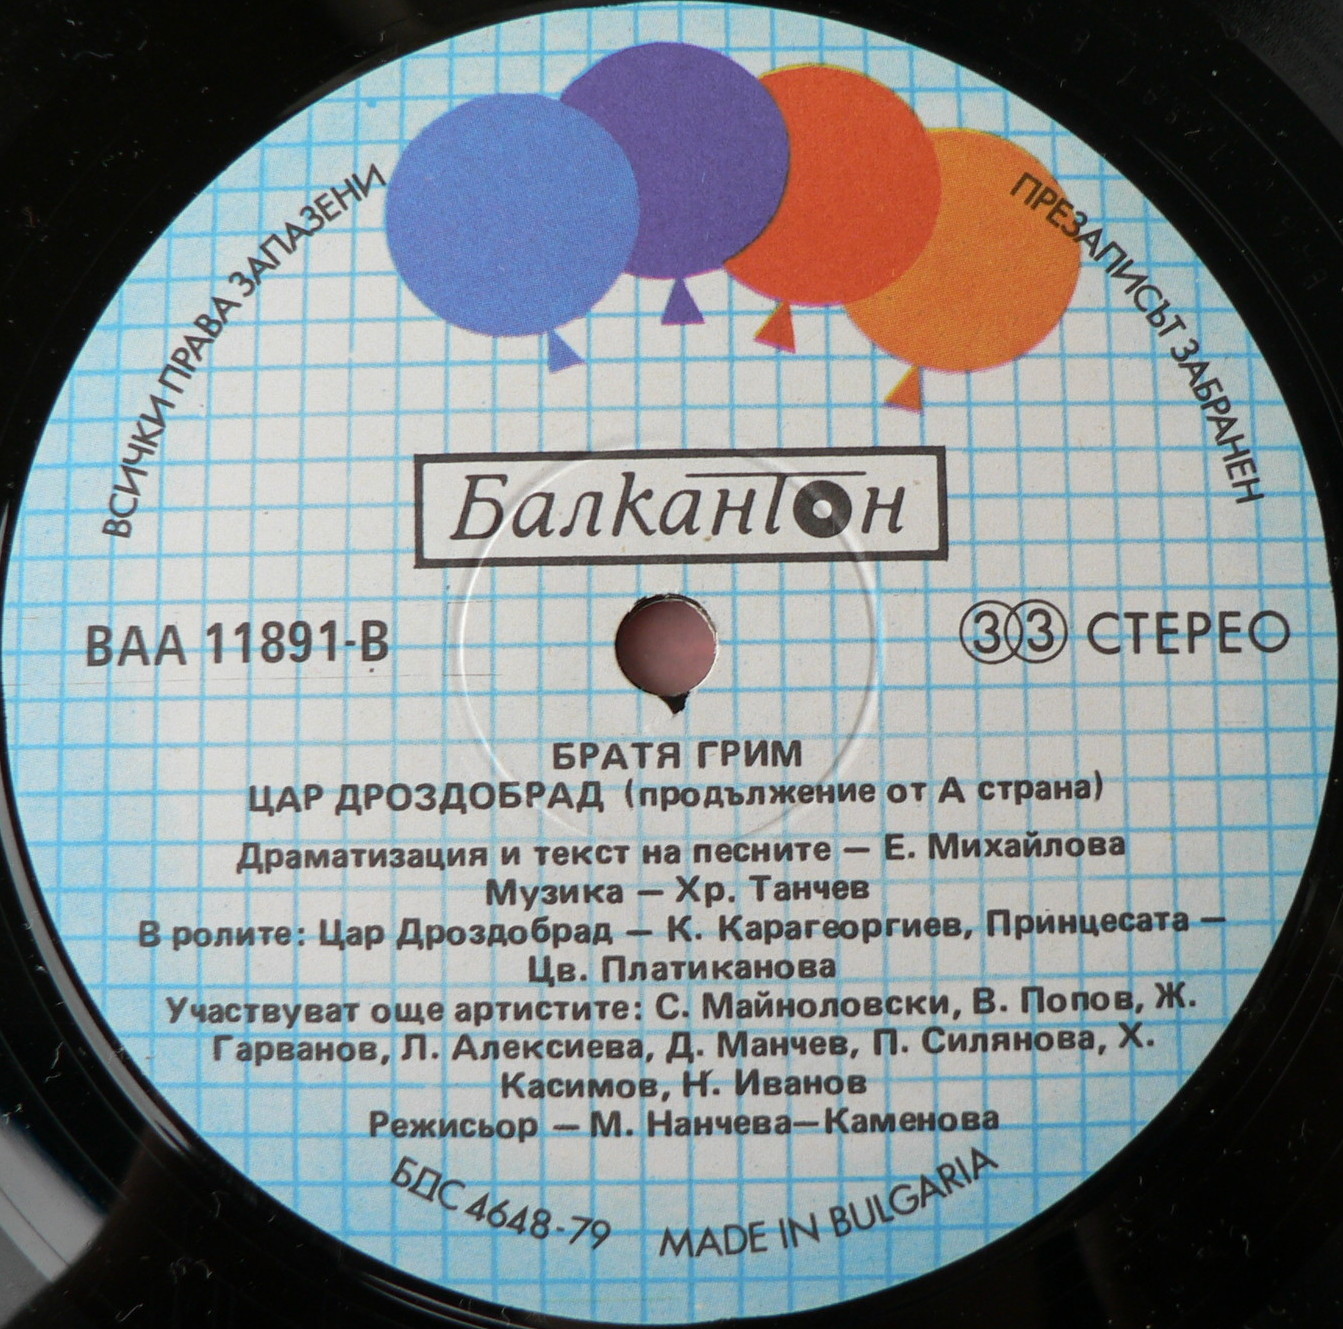 ВСИЧКИ ПРАВА ЗАПАЗЕНИ
ПРЕЗАПИСЪТ ЗАБРАНЕН
Балкантон
ВАА 11891-В
33 СТЕРЕО
БРАТЯ ГРИМ
ЦАР ДРОЗДОБРАД (продължение от А страна)
Драматизация и текст на песните — Е. Михайлова
Музика — Хр. Танчев
В ролите: Цар Дроздобрад — К. Карагеоргиев, Принцесата —
Цв. Платиканова
Участвуват още артистите: С. Майноловски, В. Попов, Ж.
Гарванов, Л. Алексиева, Д. Манчев, П. Силянова, Х.
Касимов, Н. Иванов
Режисьор — М. Нанчева—Каменова
БДС 4648-79
MADE IN BULGARIA